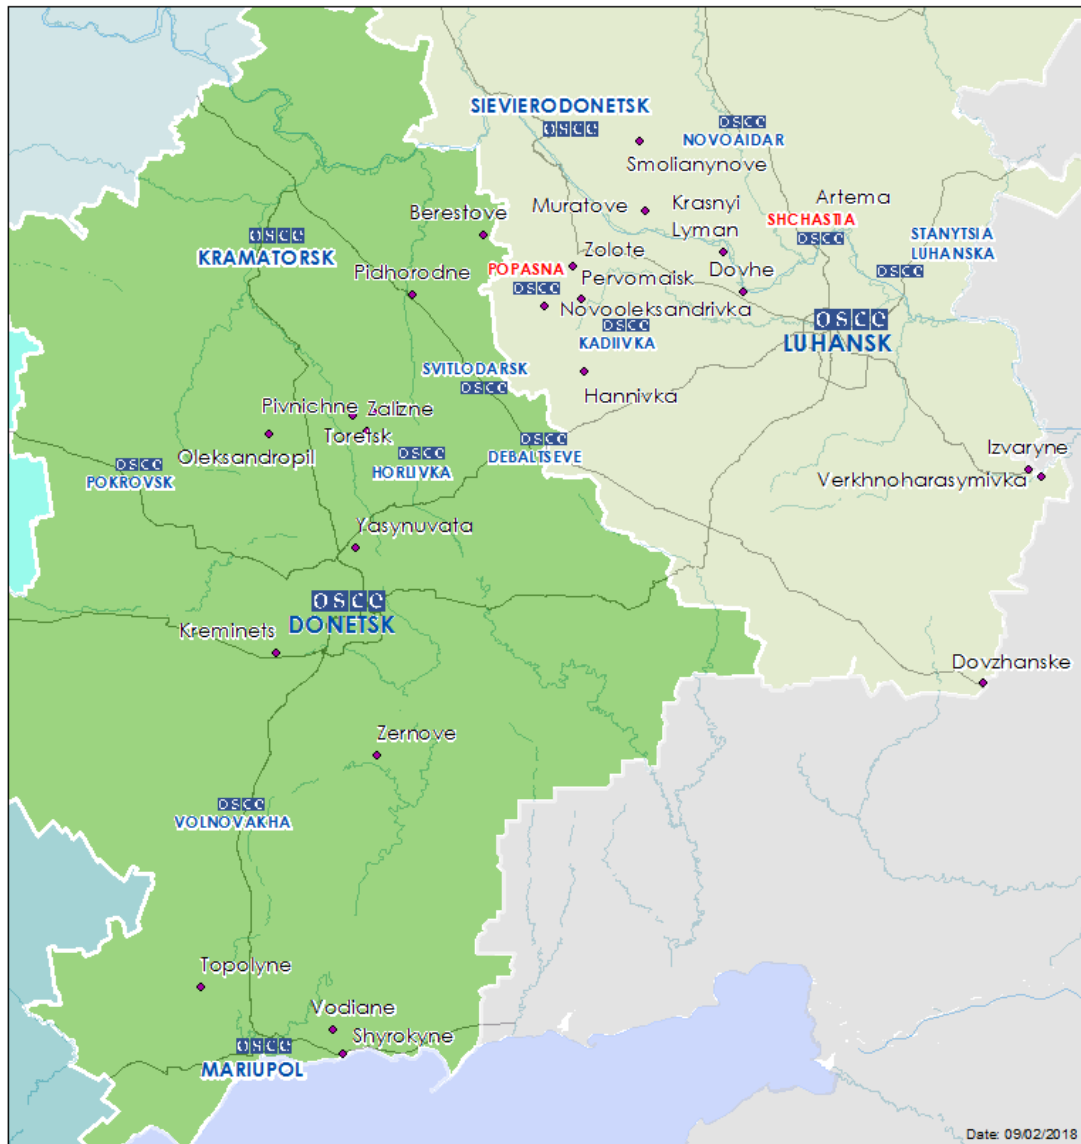 SIEVIERODONETSK
OSCE
OSCE
NOVOAIDAR
Smolianynove
Berestove
Muratove
Krasnyi
Lyman
Artema
SHCHASTIA
OSCE
STANYTSIA
LUHANSKA
OSCE
OSCE
KRAMATORSK
Zolote
Pidhorodne
POPASNA
OSCE
Pervomaisk
Dovhe
Novooleksandrivka
OSCE
KADIIVKA
OSCE
LUHANSK
SVITLODARSK
OSCE
Hannivka
Pivnichne
Zalizne
Toretsk
Oleksandropil
OSCE
HORLIVKA
OSCE
DEBALTSEVE
OSCE
POKROVSK
Izvaryne
Verkhnoharasymivka
Yasynuvata
OSCE
DONETSK
Kreminets
Dovzhanske
Zernove
OSCE
VOLNOVAKHA
Topolyne
Vodiane
Shyrokyne
OSCE
MARIUPOL
Date: 09/02/2018